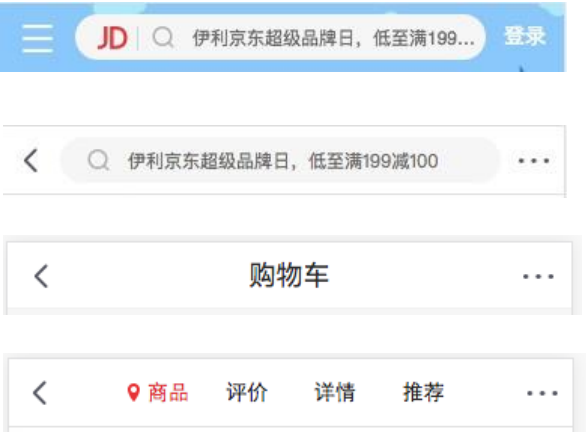 JD 伊利京东超级品牌日，低至满199... 登录
伊利京东超级品牌日，低至满199减100 ...
购物车 ...
商品 评价 详情 推荐 ...